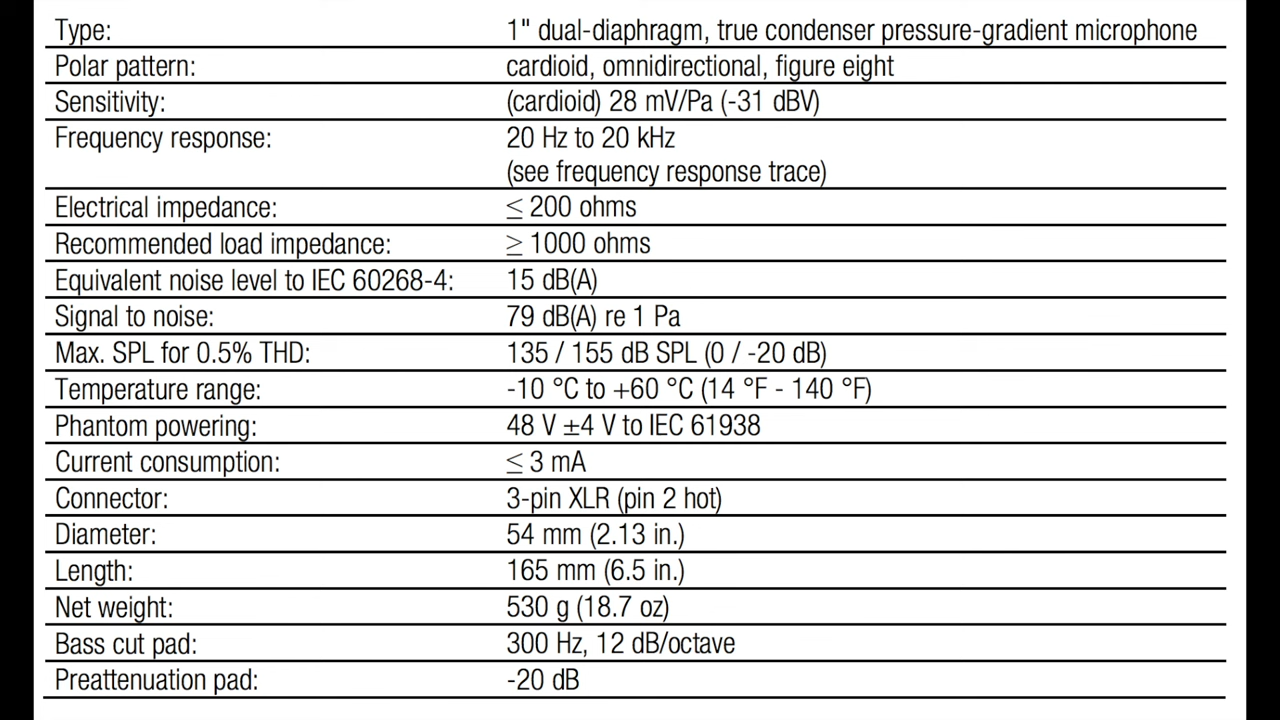 Type: 1" dual-diaphragm, true condenser pressure-gradient microphone
Polar pattern: cardioid, omnidirectional, figure eight
Sensitivity: (cardioid) 28 mV/Pa (-31 dBV)
Frequency response: 20 Hz to 20 kHz
(see frequency response trace)
Electrical impedance: ≤ 200 ohms
Recommended load impedance: ≥ 1000 ohms
Equivalent noise level to IEC 60268-4: 15 dB(A)
Signal to noise: 79 dB(A) re 1 Pa
Max. SPL for 0.5% THD: 135 / 155 dB SPL (0 / -20 dB)
Temperature range: -10 °C to +60 °C (14 °F - 140 °F)
Phantom powering: 48 V ±4 V to IEC 61938
Current consumption: ≤ 3 mA
Connector: 3-pin XLR (pin 2 hot)
Diameter: 54 mm (2.13 in.)
Length: 165 mm (6.5 in.)
Net weight: 530 g (18.7 oz)
Bass cut pad: 300 Hz, 12 dB/octave
Preattenuation pad: -20 dB